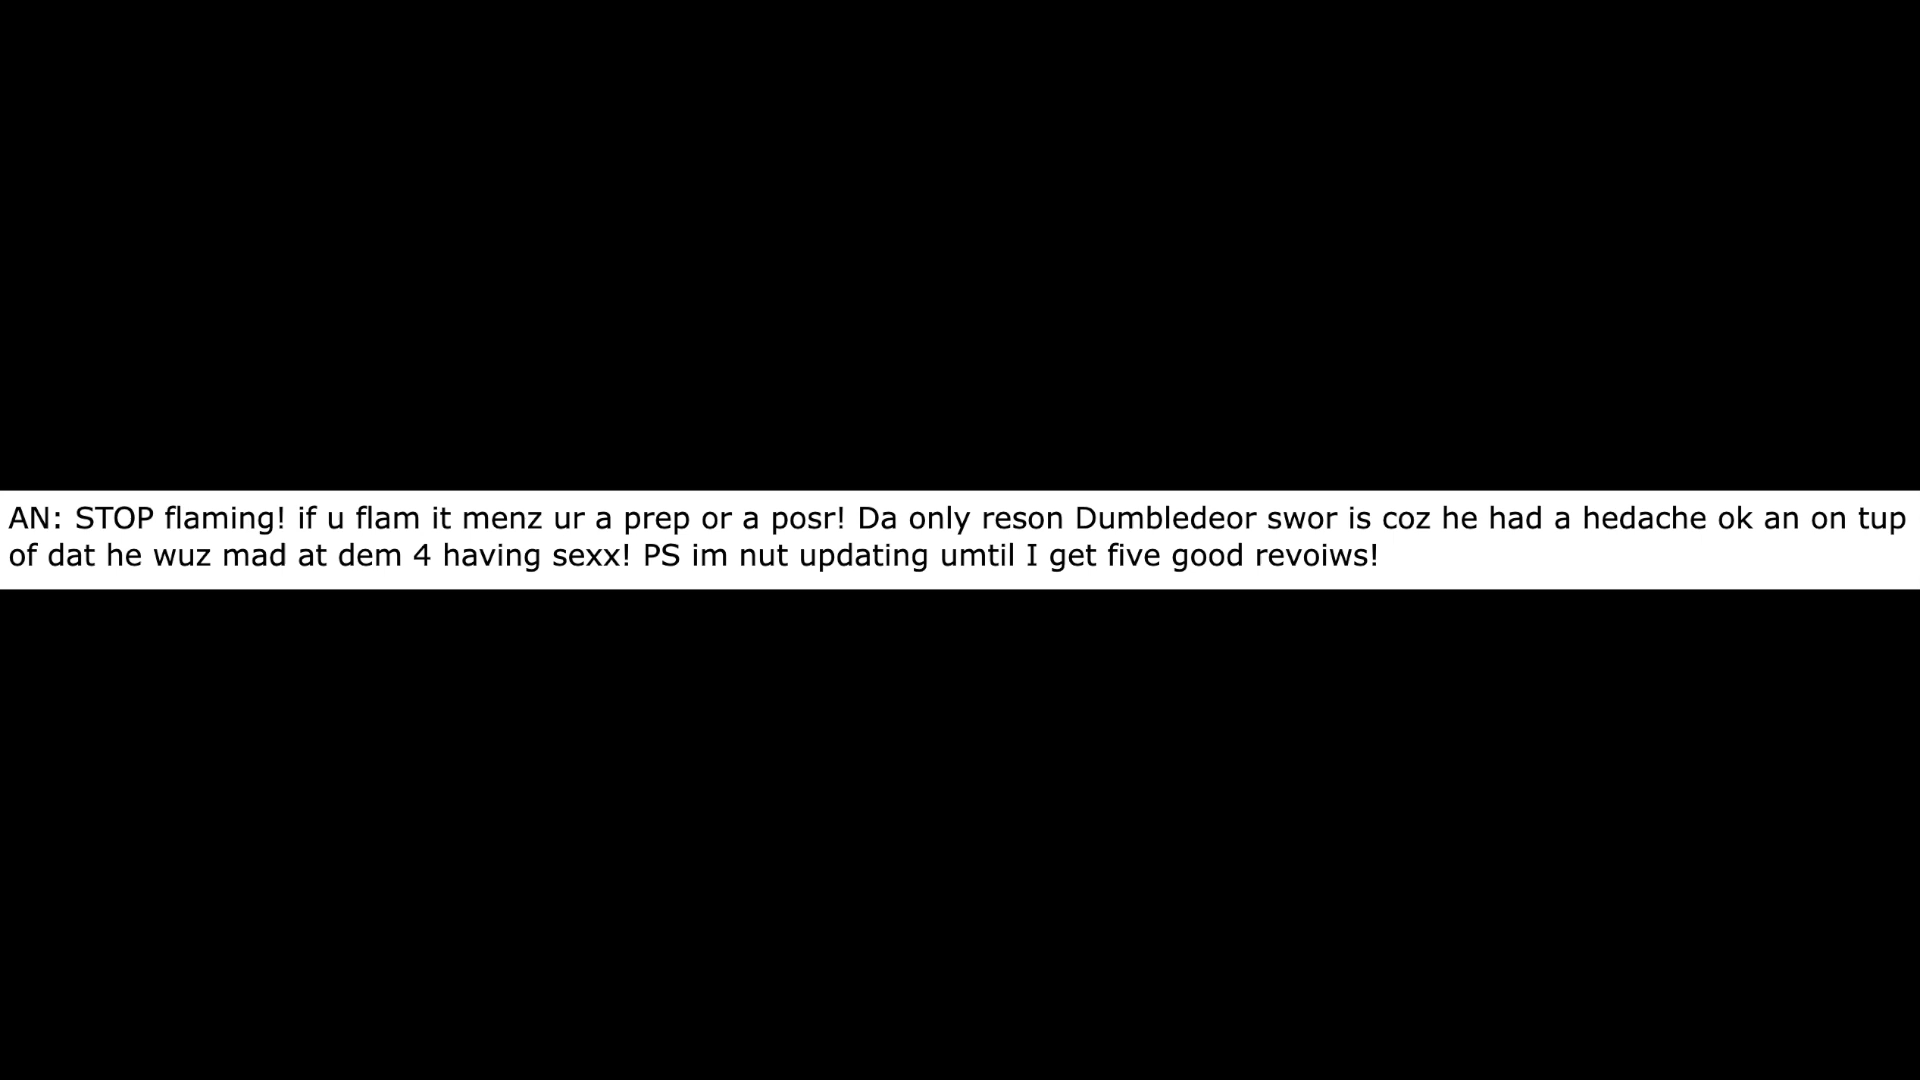 AN: STOP flaming! if u flam it menz ur a prep or a posr! Da only reson Dumbledeor swor is coz he had a hedache ok an on tup
of dat he wuz mad at dem 4 having sexx! PS im nut updating umtil I get five good revoiws!